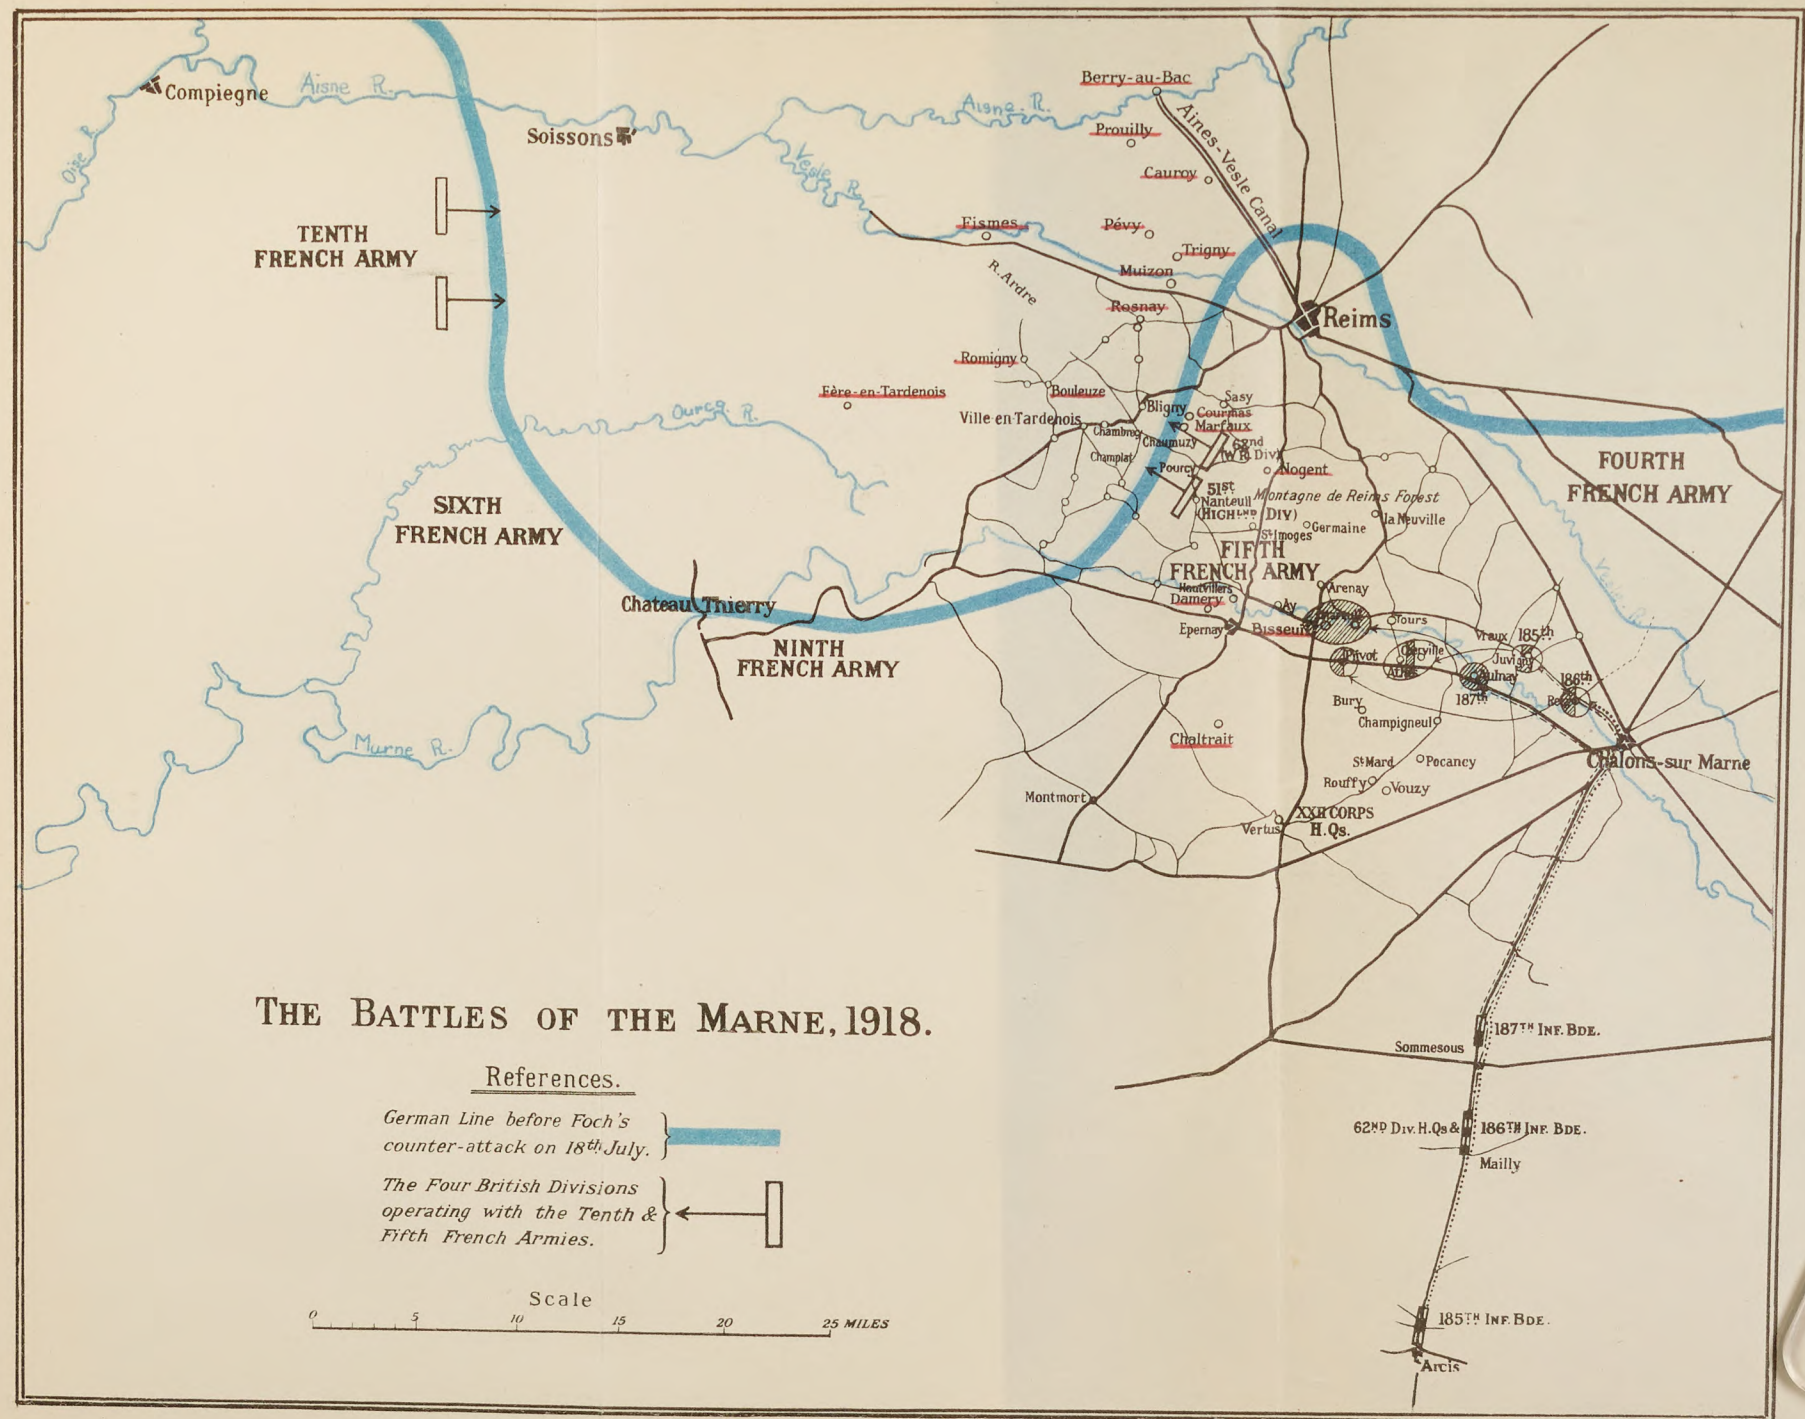 Compiegne
Aisne R.
Oise R.
Soissons
Aisne. R.
Vesle R.
Berry-au-Bac
Aines-Vesle Canal
Prouilly
Cauroy
Fismes
Pévy
Trigny
Muizon
R. Ardre
Rosnay
Reims
TENTH
FRENCH ARMY
Romigny
Fère-en-Tardenois
Bouleuze
Ourcq R.
Ville-en-Tardenois
Bligny
Sasy
Courmas
Marfaux
Chambrey
Chaumuzy
62nd
(W.R. Div)
Champlat
Pourcy
Nogent
51st
Nanteuil
(HIGHLND DIV)
Montagne de Reims Forest
la Neuville
Germaine
St Imoges
FOURTH
FRENCH ARMY
SIXTH
FRENCH ARMY
FIFTH
FRENCH ARMY
Hautvillers
Damery
Arenay
Ay
Chateau Thierry
Epernay
Bisseuil
Tours
Vraux
185th
Vesle R.
NINTH
FRENCH ARMY
Pivot
Athis
Cherville
Juvigny
Aulnay
186th
187th
Bury
Champigneul
Marne R.
Chaltrait
Chalons-sur Marne
St Mard
Pocancy
Rouffy
Vouzy
Montmort
XXII CORPS
H.Qs.
Vertus
THE BATTLES OF THE MARNE, 1918.
References.
German Line before Foch's
counter-attack on 18th July.
The Four British Divisions
operating with the Tenth &
Fifth French Armies.
Scale
0 5 10 15 20 25 MILES
187TH INF. BDE.
Sommesous
62ND DIV. H.Qs &
186TH INF. BDE.
Mailly
185TH INF. BDE.
Arcis